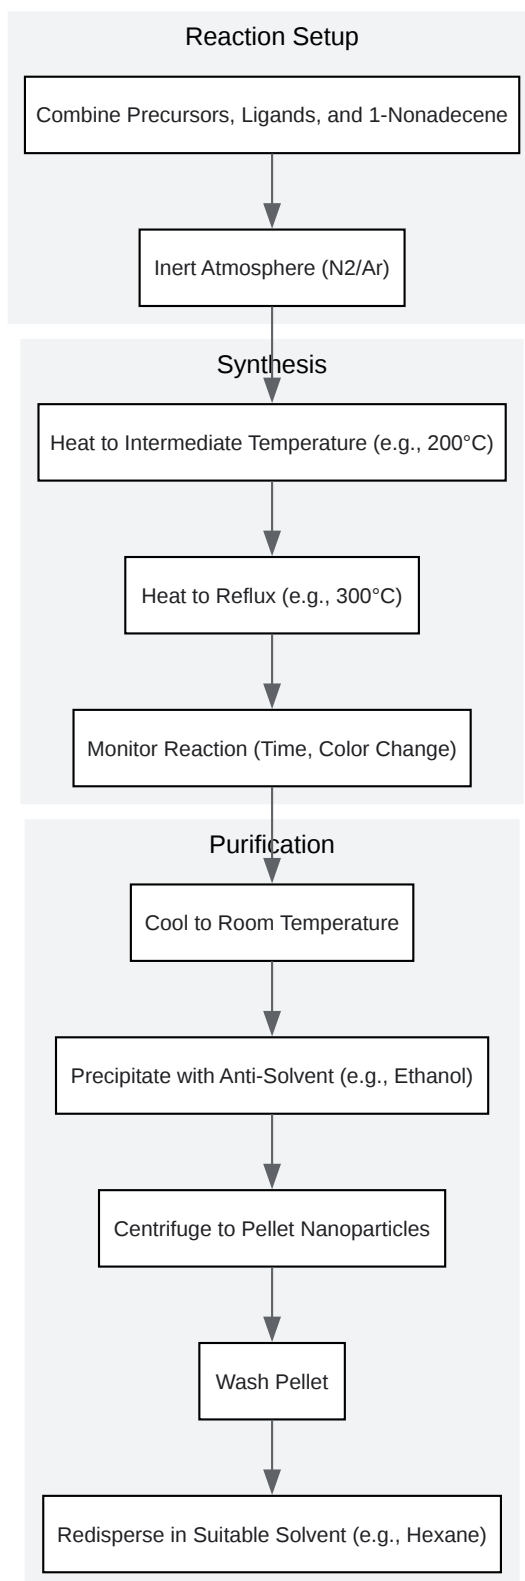 Reaction Setup
Combine Precursors, Ligands, and 1-Nonadecene
Inert Atmosphere (N2/Ar)
Synthesis
Heat to Intermediate Temperature (e.g., 200°C)
Heat to Reflux (e.g., 300°C)
Monitor Reaction (Time, Color Change)
Purification
Cool to Room Temperature
Precipitate with Anti-Solvent (e.g., Ethanol)
Centrifuge to Pellet Nanoparticles
Wash Pellet
Redisperse in Suitable Solvent (e.g., Hexane)